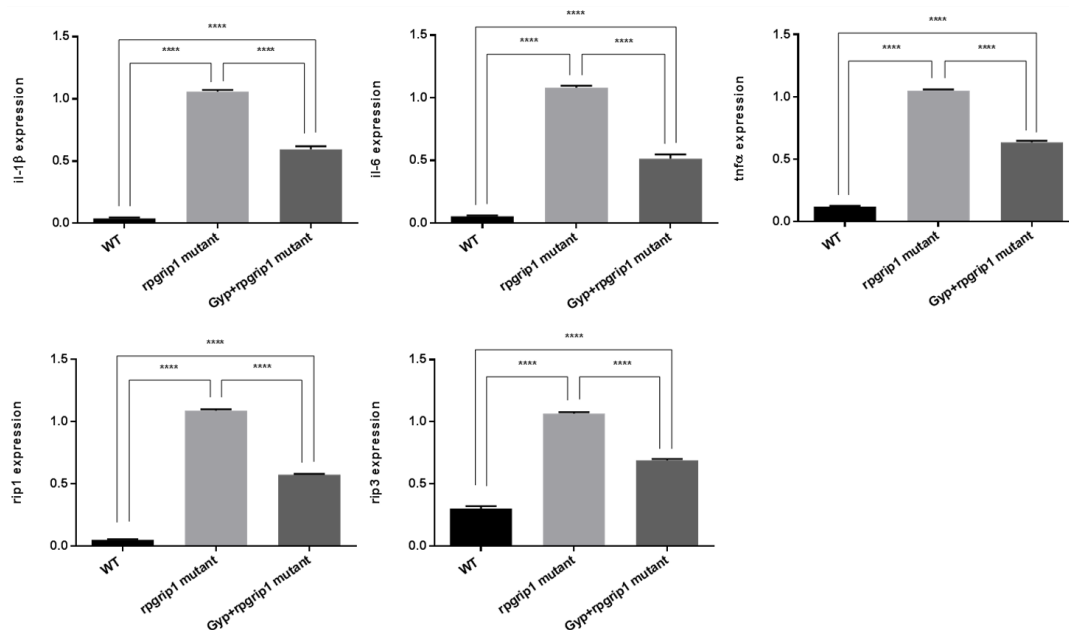 ****
****
****
1.5
1.0
0.5
0.0
il-1β expression
WT
rpgrip1 mutant
Gyp+rpgrip1 mutant
****
****
****
1.5
1.0
0.5
0.0
il-6 expression
WT
rpgrip1 mutant
Gyp+rpgrip1 mutant
****
****
****
1.5
1.0
0.5
0.0
tnfα expression
WT
rpgrip1 mutant
Gyp+rpgrip1 mutant
****
****
****
1.5
1.0
0.5
0.0
rip1 expression
WT
rpgrip1 mutant
Gyp+rpgrip1 mutant
****
****
****
1.5
1.0
0.5
0.0
rip3 expression
WT
rpgrip1 mutant
Gyp+rpgrip1 mutant